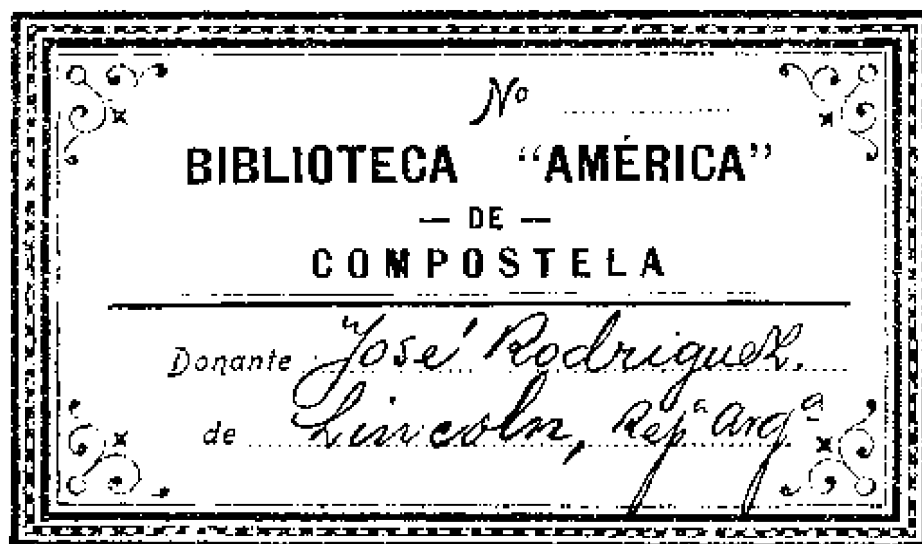 Nº
BIBLIOTECA "AMÉRICA"
— DE —
COMPOSTELA
Donante José Rodriguez.
de Lincoln, Repª Argª